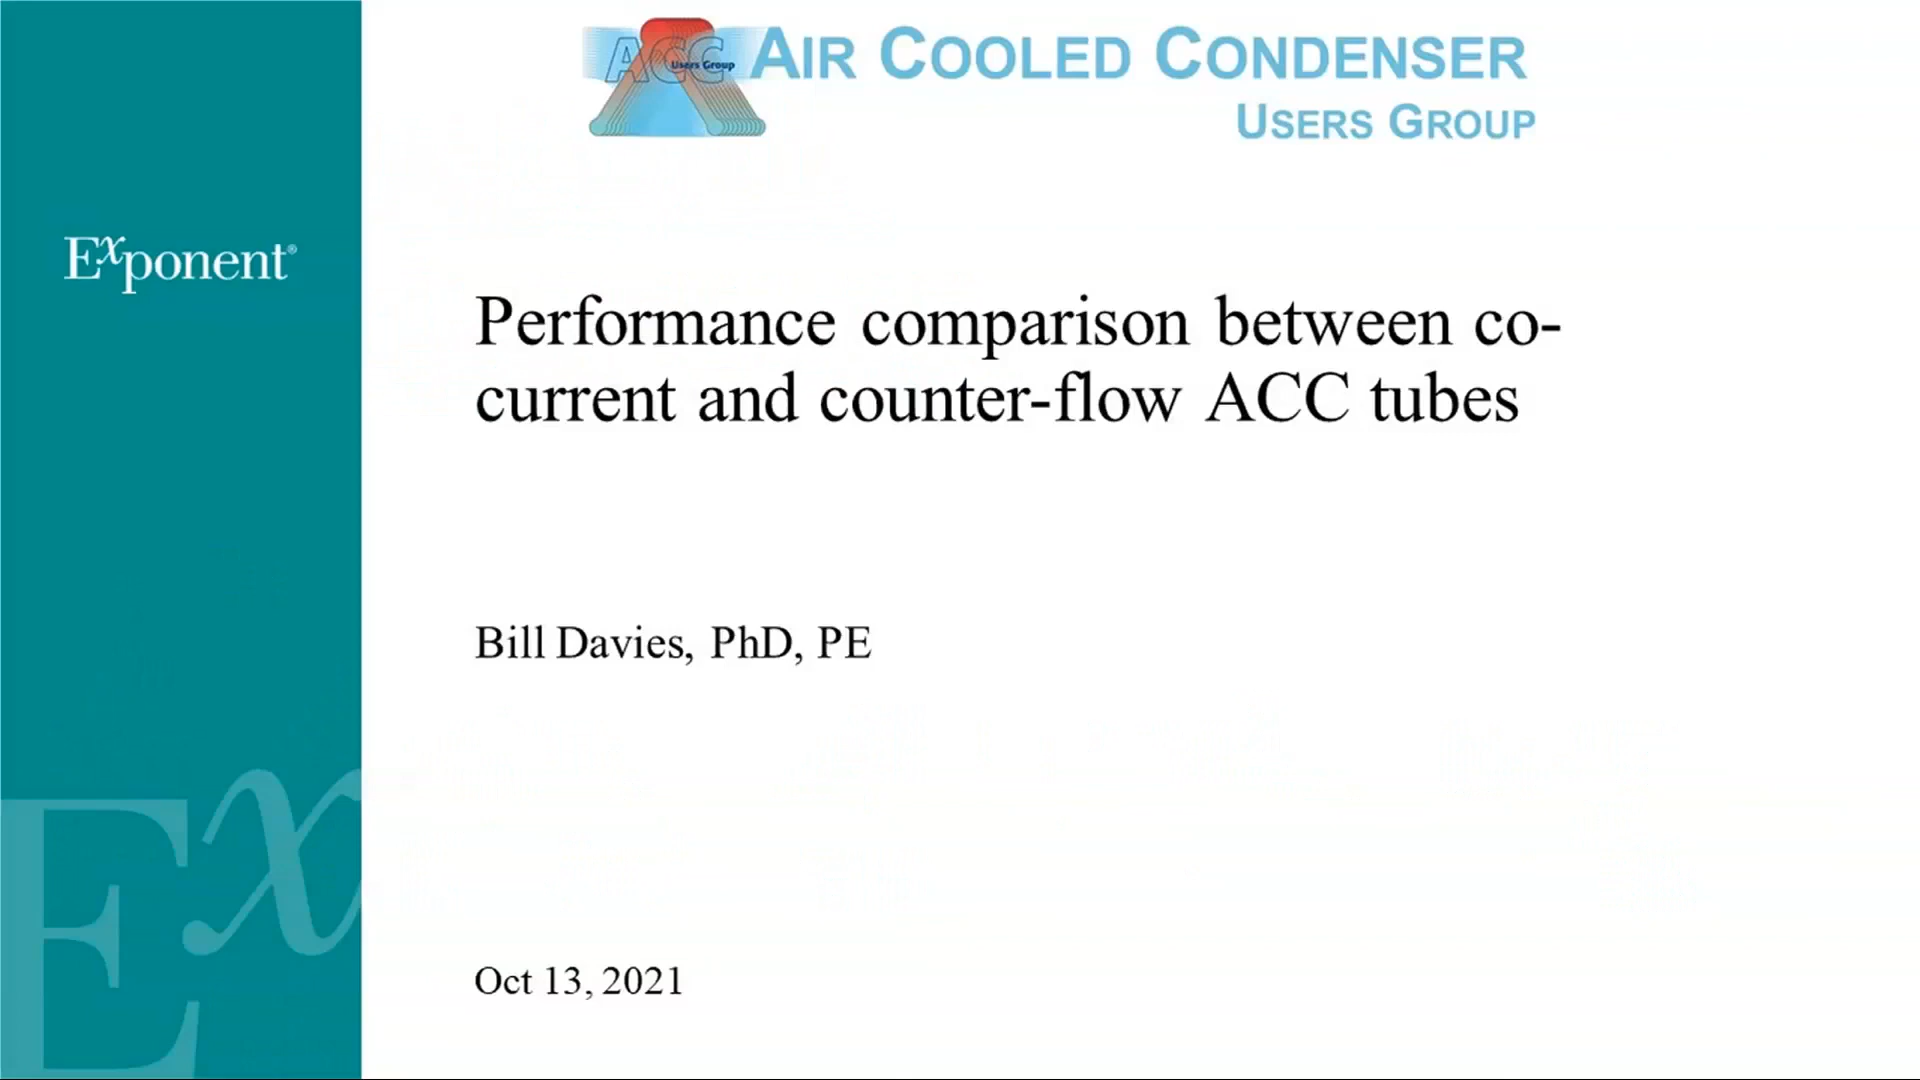 ACC
Users Group
AIR COOLED CONDENSER
USERS GROUP
Exponent®
Performance comparison between co-
current and counter-flow ACC tubes
Bill Davies, PhD, PE
Ex
Oct 13, 2021